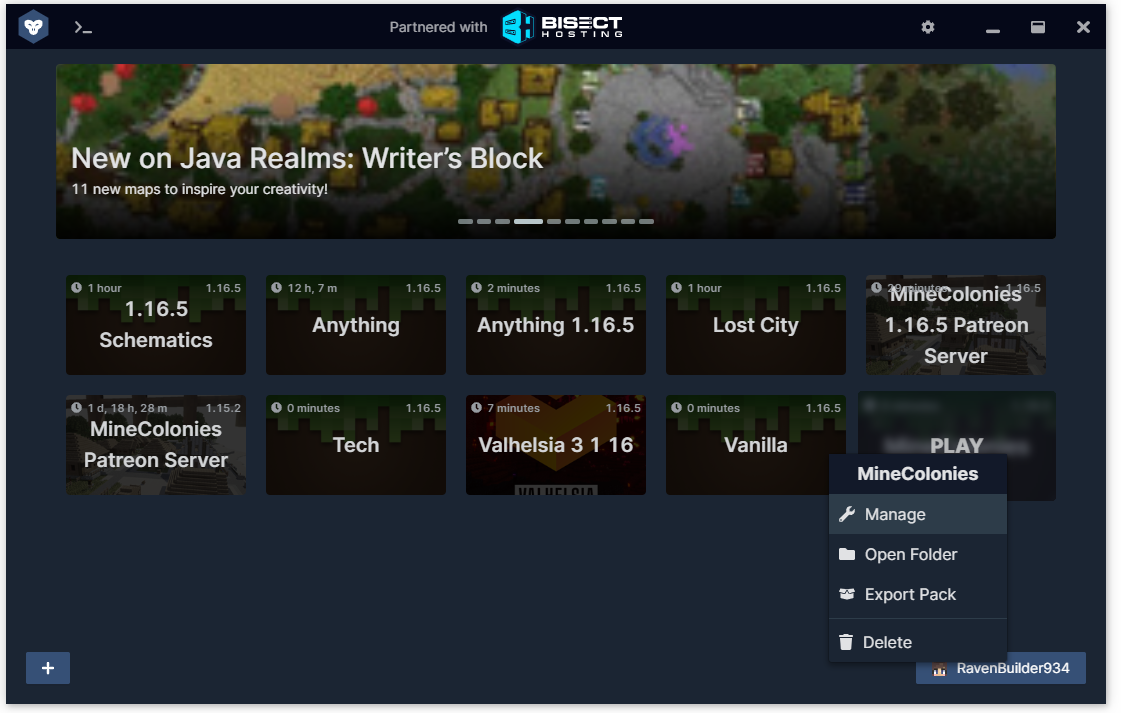 Partnered with BISECT HOSTING
New on Java Realms: Writer's Block
11 new maps to inspire your creativity!
1 hour 1.16.5
1.16.5
Schematics
12 h, 7 m 1.16.5
Anything
2 minutes 1.16.5
Anything 1.16.5
1 hour 1.16.5
Lost City
29 minutes 1.16.5
MineColonies
1.16.5 Patreon
Server
1 d, 18 h, 28 m 1.15.2
MineColonies
Patreon Server
0 minutes 1.16.5
Tech
7 minutes 1.16.5
Valhelsia 3 1 16
VALHELSIA
0 minutes 1.16.5
Vanilla
PLAY
MineColonies
Manage
Open Folder
Export Pack
Delete
RavenBuilder934